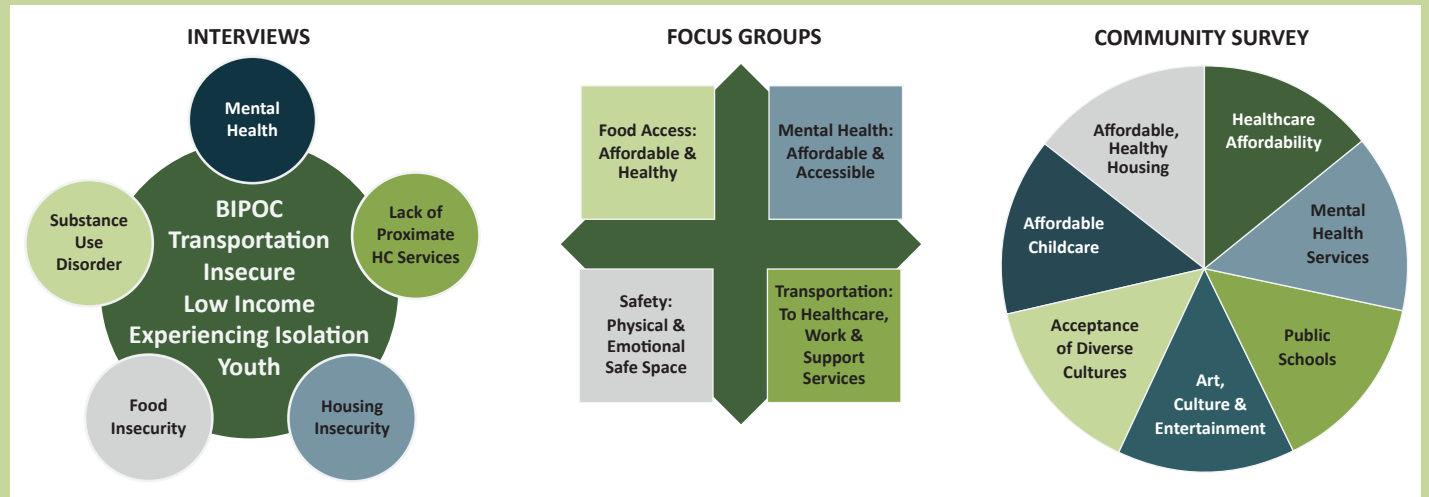 INTERVIEWS
Mental
Health
Substance
Use
Disorder
Lack of
Proximate
HC Services
BIPOC
Transportation
Insecure
Low Income
Experiencing Isolation
Youth
Food
Insecurity
Housing
Insecurity
FOCUS GROUPS
Food Access:
Affordable &
Healthy
Mental Health:
Affordable &
Accessible
Safety:
Physical &
Emotional
Safe Space
Transportation:
To Healthcare,
Work &
Support
Services
COMMUNITY SURVEY
Healthcare
Affordability
Mental
Health
Services
Public
Schools
Art,
Culture &
Entertainment
Acceptance
of Diverse
Cultures
Affordable
Childcare
Affordable,
Healthy
Housing